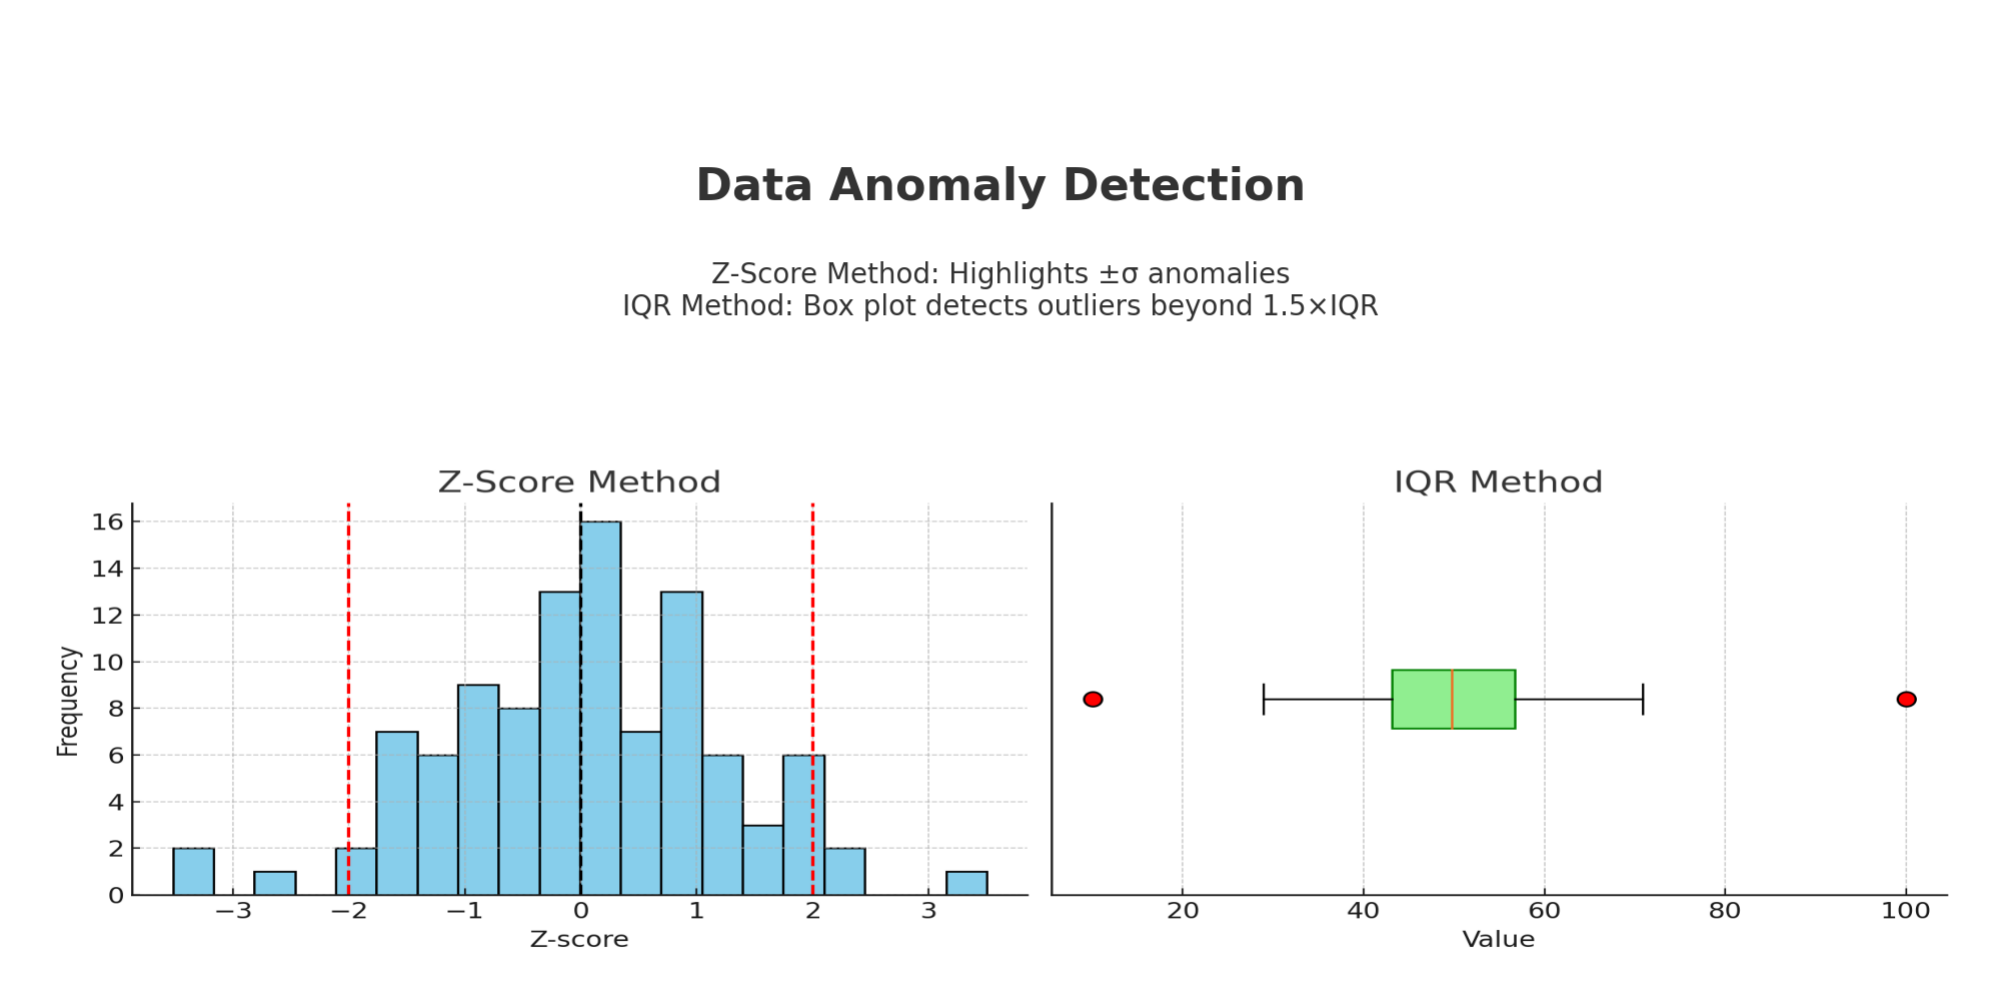 Data Anomaly Detection
Z-Score Method: Highlights ±σ anomalies
IQR Method: Box plot detects outliers beyond 1.5×IQR
Z-Score Method
16
14
12
10
8
6
4
2
0
Frequency
−3
−2
−1
0
1
2
3
Z-score
IQR Method
20
40
60
80
100
Value